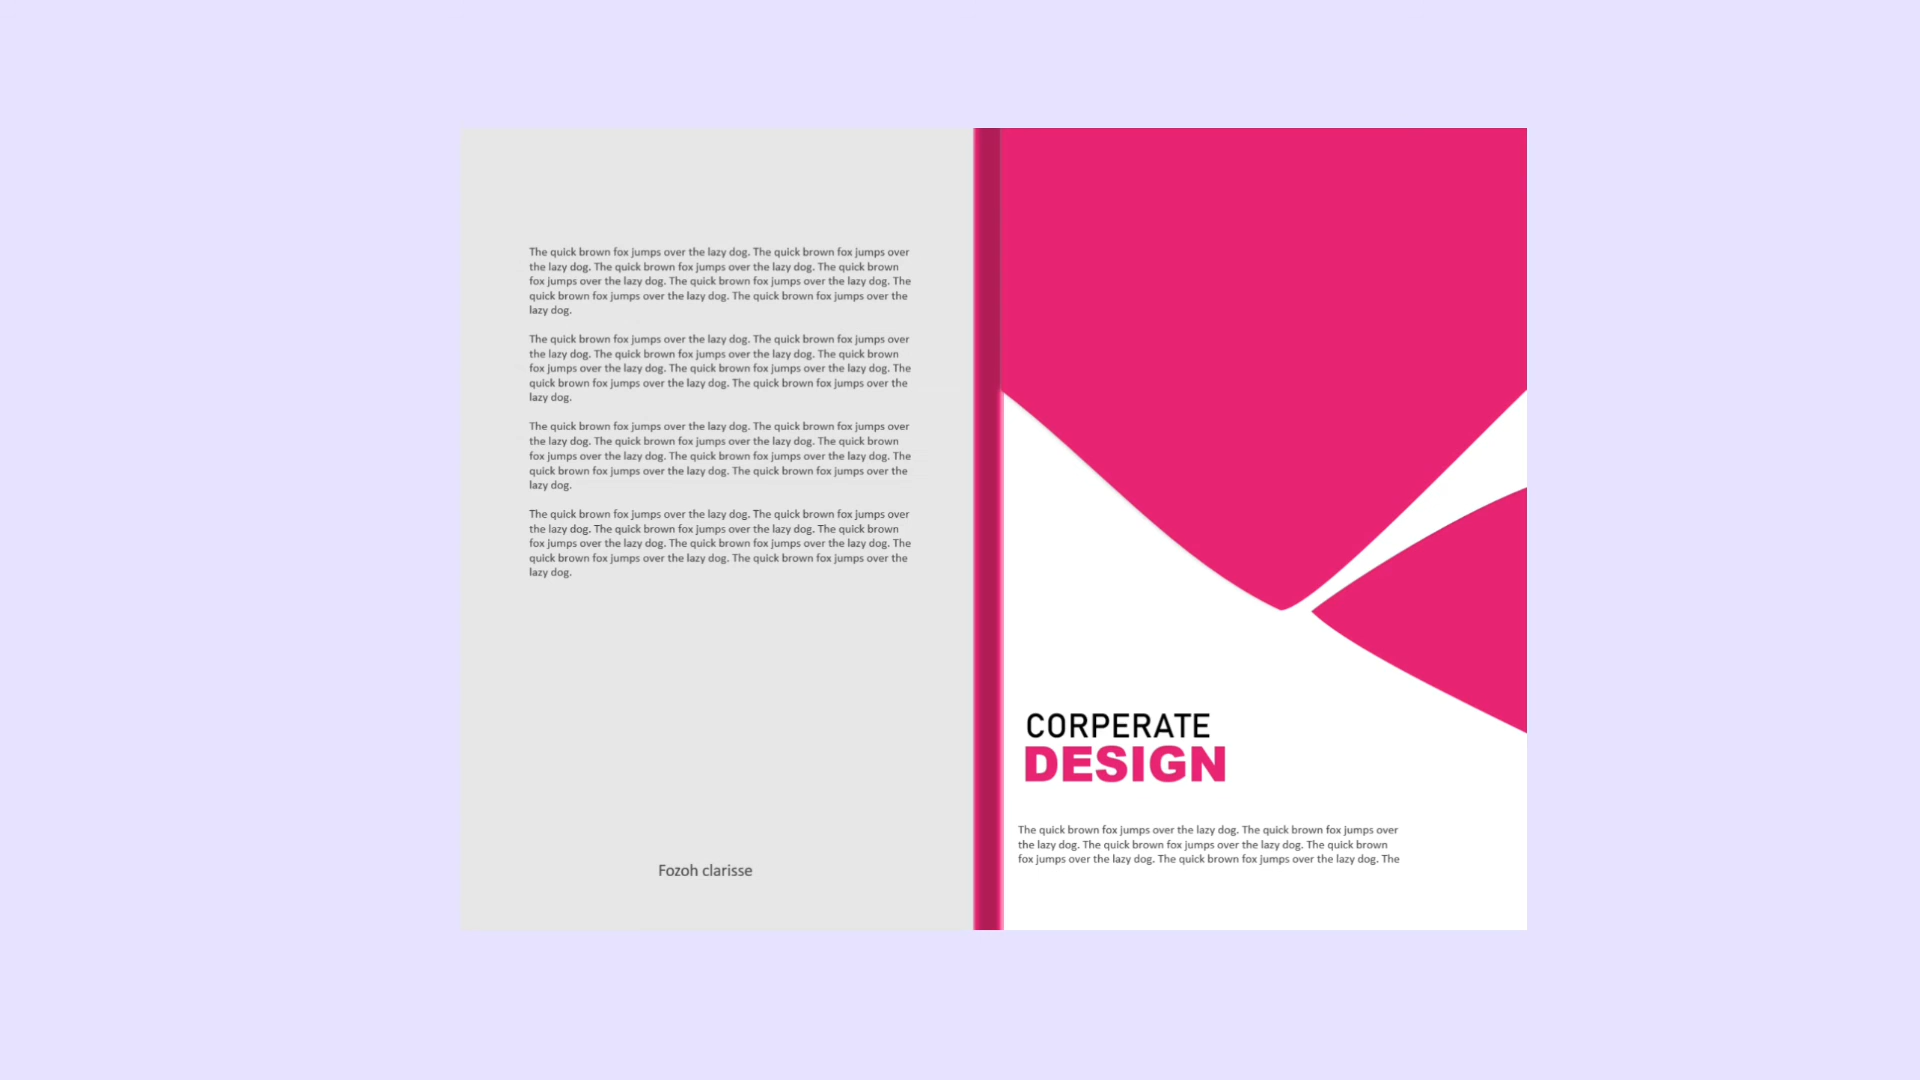 The quick brown fox jumps over the lazy dog. The quick brown fox jumps over
the lazy dog. The quick brown fox jumps over the lazy dog. The quick brown
fox jumps over the lazy dog. The quick brown fox jumps over the lazy dog. The
quick brown fox jumps over the lazy dog. The quick brown fox jumps over the
lazy dog.
The quick brown fox jumps over the lazy dog. The quick brown fox jumps over
the lazy dog. The quick brown fox jumps over the lazy dog. The quick brown
fox jumps over the lazy dog. The quick brown fox jumps over the lazy dog. The
quick brown fox jumps over the lazy dog. The quick brown fox jumps over the
lazy dog.
The quick brown fox jumps over the lazy dog. The quick brown fox jumps over
the lazy dog. The quick brown fox jumps over the lazy dog. The quick brown
fox jumps over the lazy dog. The quick brown fox jumps over the lazy dog. The
quick brown fox jumps over the lazy dog. The quick brown fox jumps over the
lazy dog.
The quick brown fox jumps over the lazy dog. The quick brown fox jumps over
the lazy dog. The quick brown fox jumps over the lazy dog. The quick brown
fox jumps over the lazy dog. The quick brown fox jumps over the lazy dog. The
quick brown fox jumps over the lazy dog. The quick brown fox jumps over the
lazy dog.
Fozoh clarisse
CORPERATE
DESIGN
The quick brown fox jumps over the lazy dog. The quick brown fox jumps over
the lazy dog. The quick brown fox jumps over the lazy dog. The quick brown
fox jumps over the lazy dog. The quick brown fox jumps over the lazy dog. The